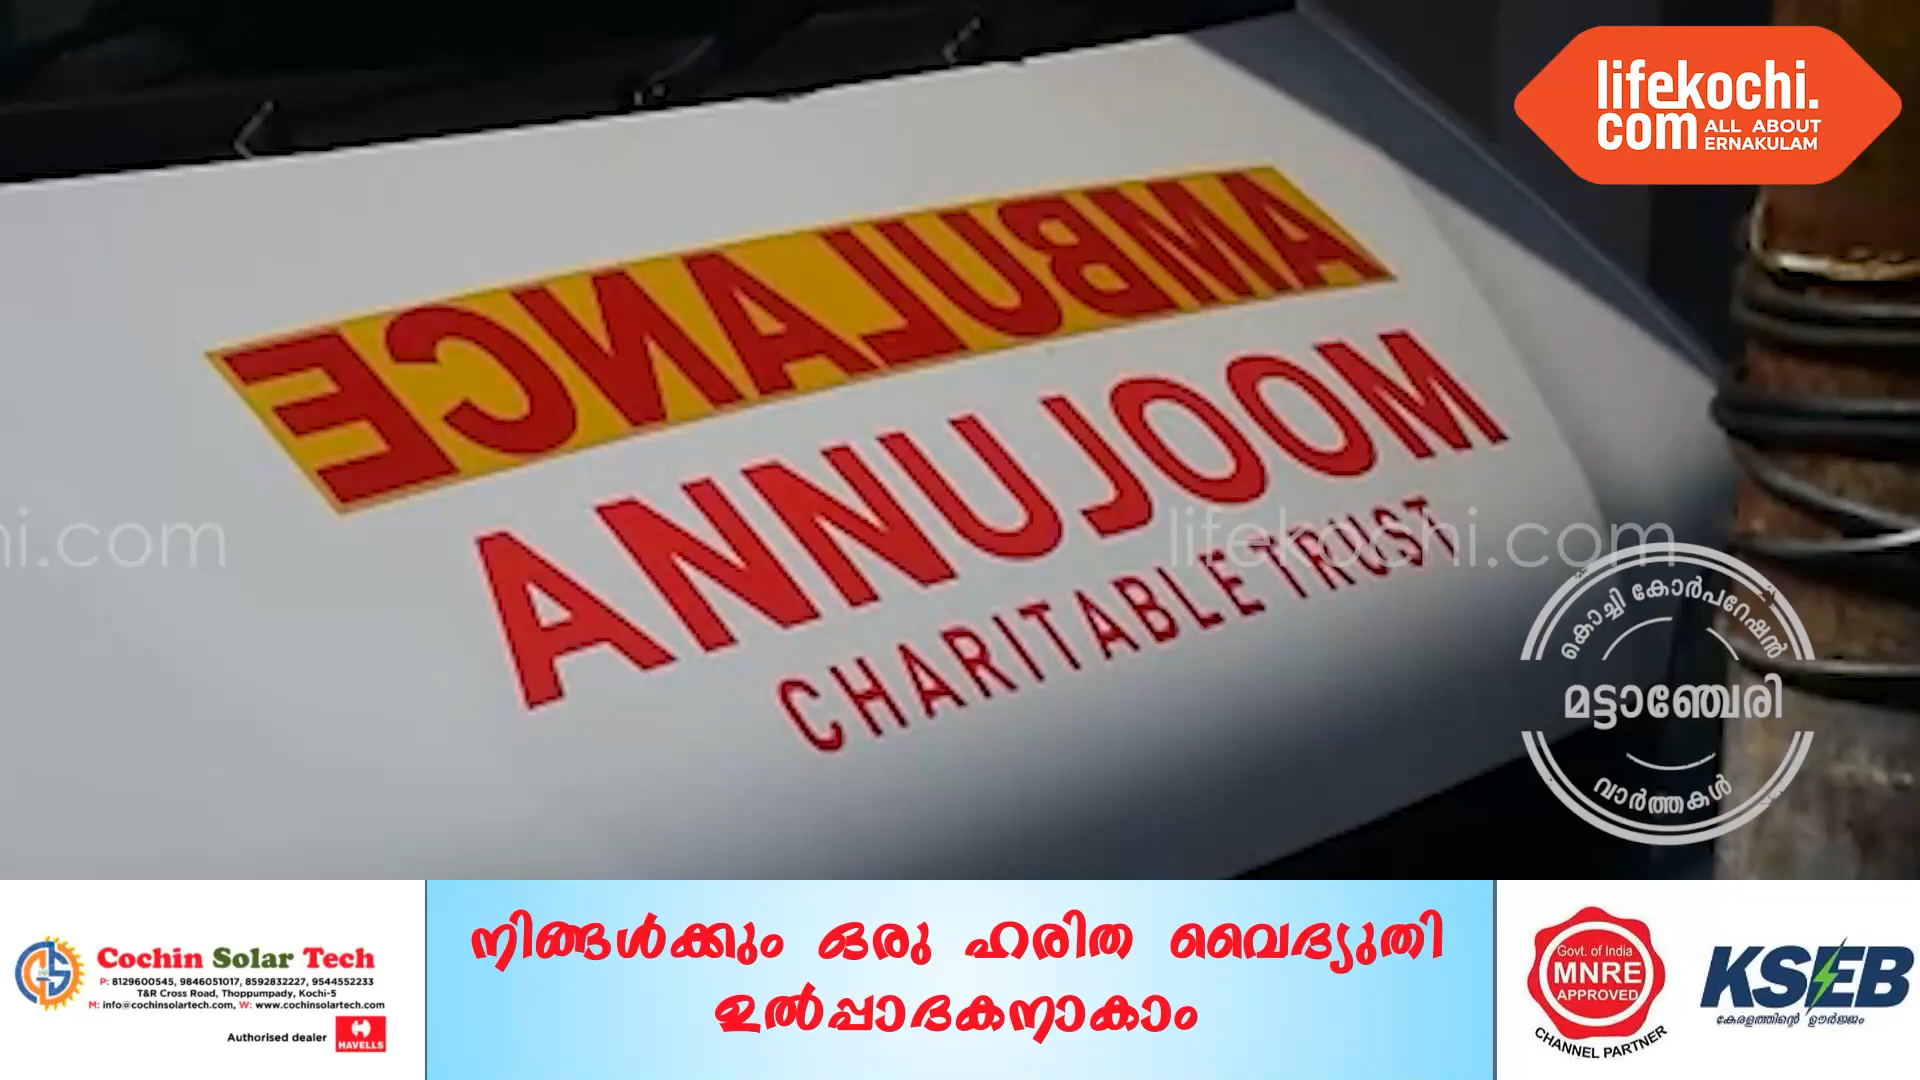 lifekochi.
com ALL ABOUT
ERNAKULAM
AMBULANCE
ANNUJOOM
CHARITABLE TRUST
hi.com
lifekochi.com
കൊച്ചി കോർപറേഷൻ
മട്ടാഞ്ചേരി
വാർത്തകൾ
Cochin Solar Tech
P: 8129600545, 9846051017, 8592832227, 9544552233
T&R Cross Road, Thoppumpady, Kochi-5
M: info@cochinsolartech.com, W: www.cochinsolartech.com
Authorised dealer
HAVELLS
നിങ്ങൾക്കും ഒരു ഹരിത വൈദ്യുതി
ഉൽപ്പാദകനാകാം
Govt. of India
MNRE
APPROVED
CHANNEL PARTNER
KSEB
കേരളത്തിന്റെ ഊർജ്ജം